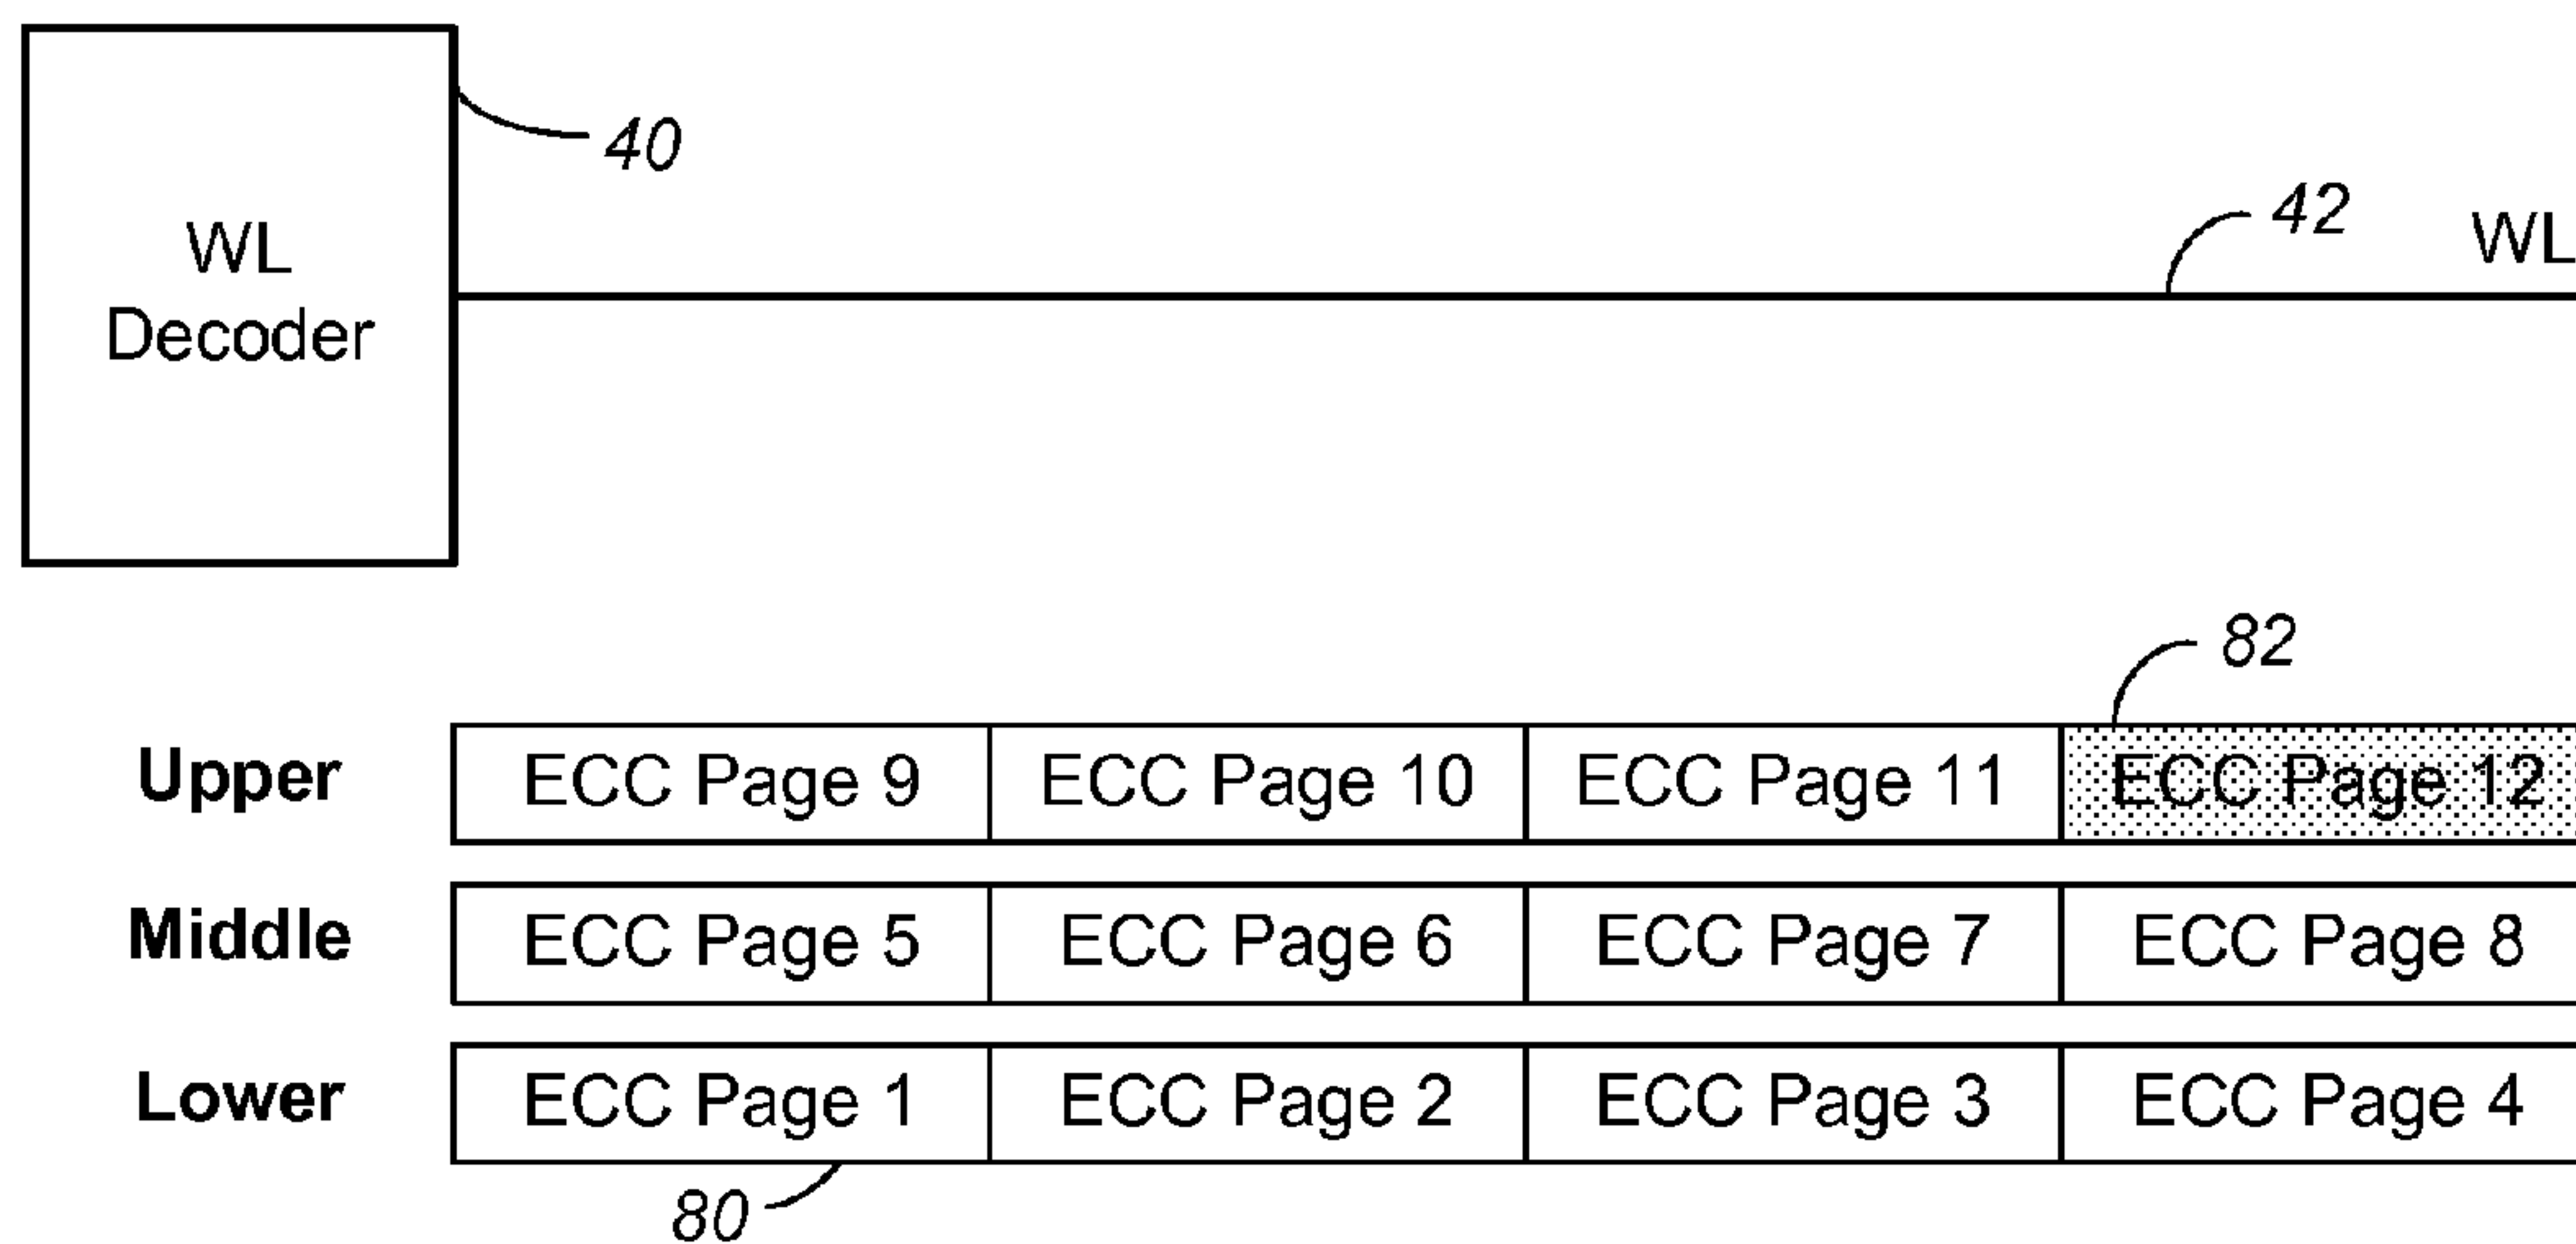 40
42
WL
WL
Decoder
82
Upper ECC Page 9 ECC Page 10 ECC Page 11 ECC Page 12
Middle ECC Page 5 ECC Page 6 ECC Page 7 ECC Page 8
Lower ECC Page 1 ECC Page 2 ECC Page 3 ECC Page 4
80